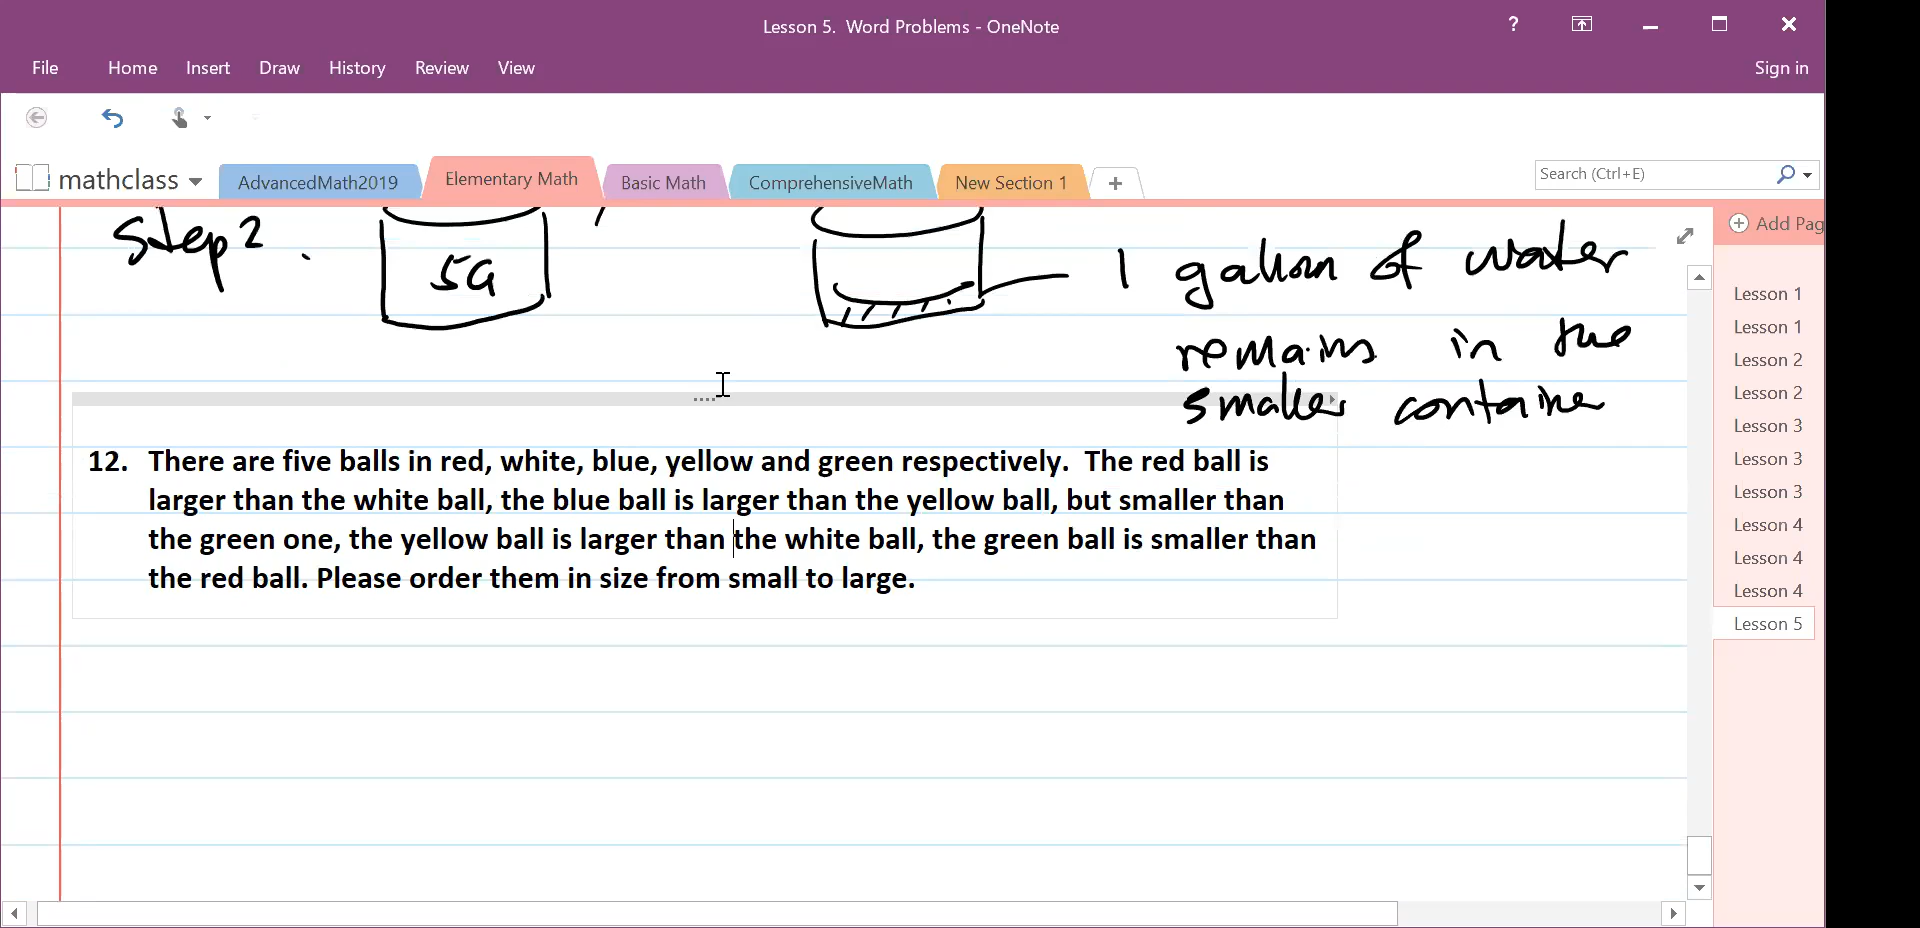 Lesson 5.  Word Problems - OneNote
?
File Home Insert Draw History Review View
Sign in
mathclass AdvancedMath2019 Elementary Math Basic Math ComprehensiveMath New Section 1 +
Search (Ctrl+E)
Add Pag
Step 2.
5G
1 gallon of water
remains in the
smaller container
12. There are five balls in red, white, blue, yellow and green respectively.  The red ball is
larger than the white ball, the blue ball is larger than the yellow ball, but smaller than
the green one, the yellow ball is larger than the white ball, the green ball is smaller than
the red ball. Please order them in size from small to large.
Lesson 1
Lesson 1
Lesson 2
Lesson 2
Lesson 3
Lesson 3
Lesson 3
Lesson 4
Lesson 4
Lesson 4
Lesson 5